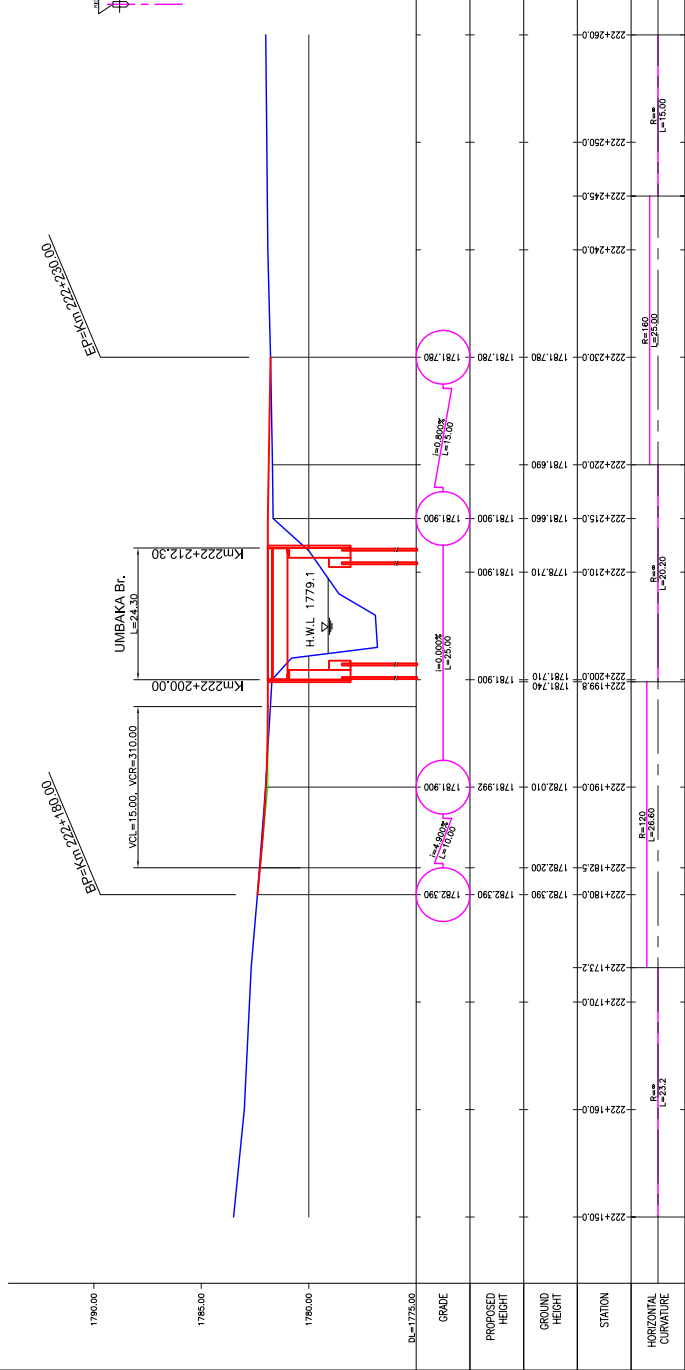 BP=Km 222+180.00
EP=Km 222+230.00
UMBAKA Br.
L=24.30
VCL=15.00, VCR=310.00
Km222+200.00
Km222+212.30
H.W.L 1779.1
1790.00
1785.00
1780.00
DL=1775.00
GRADE
1782.390
i=4.900%
L=10.00
1781.900
i=0.000%
L=25.00
1781.900
i=0.800%
L=15.00
1781.780
PROPOSED
HEIGHT
1782.390
1781.992
1781.900
1781.900
1781.900
1781.780
GROUND
HEIGHT
1782.390
1782.200
1782.010
1781.740
1781.710
1778.710
1781.660
1781.690
1781.780
STATION
222+150.0
222+160.0
222+170.0
222+173.2
222+180.0
222+182.5
222+190.0
222+199.8
222+200.0
222+210.0
222+215.0
222+220.0
222+230.0
222+240.0
222+245.0
222+250.0
222+260.0
HORIZONTAL
CURVATURE
R=∞
L=23.2
R=120
L=26.60
R=∞
L=20.20
R=160
L=25.00
R=∞
L=15.00